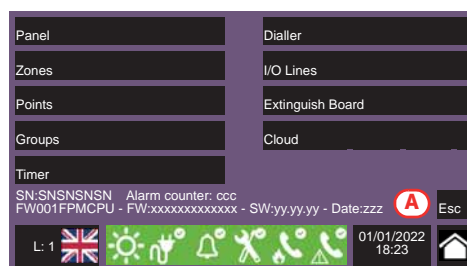 Panel
Dialler
Zones
I/O Lines
Points
Extinguish Board
Groups
Cloud
Timer
SN:SNSNSNSN Alarm counter: ccc
FW001FPMCPU - FW:xxxxxxxxxxxxx - SW:yy.yy.yy - Date:zzz
A
Esc
L: 1
01/01/2022
18:23